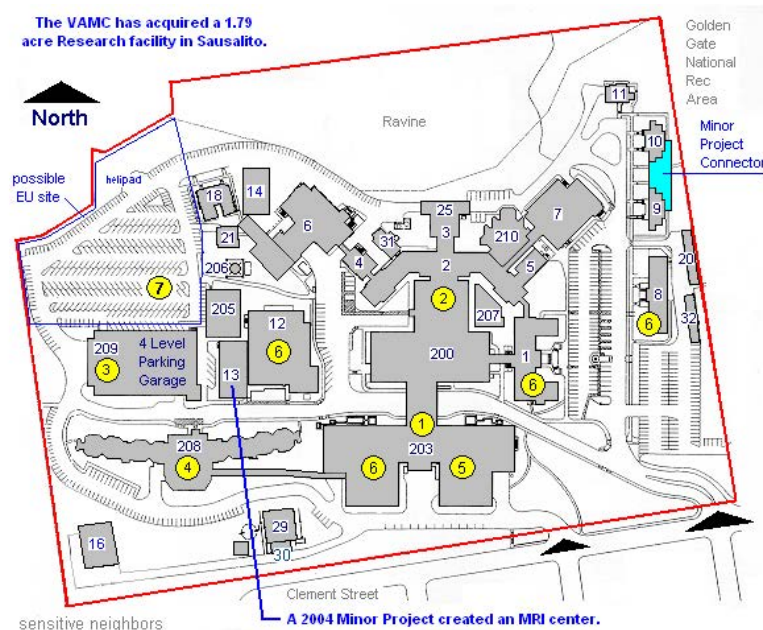 The VAMC has acquired a 1.79
acre Research facility in Sausalito.
Golden
Gate
National
Rec
Area
North
Ravine
11
Minor
Project
Connector
10
possible
EU site
helipad
18
14
25
7
9
6
3
31
210
21
4
2
5
20
206
8
7
2
205
207
32
12
6
209
4 Level
Parking
Garage
200
1
3
13
6
6
1
208
203
4
6
5
29
16
30
Clement Street
sensitive neighbors
A 2004 Minor Project created an MRI center.